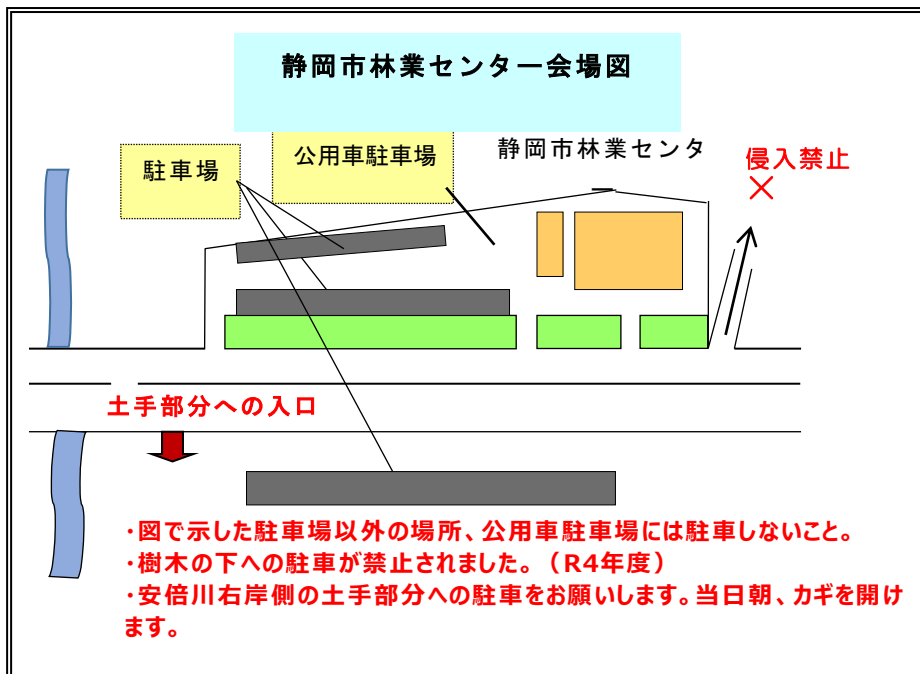 静岡市林業センター会場図
駐車場
公用車駐車場
静岡市林業センタ
侵入禁止
×
土手部分への入口
・図で示した駐車場以外の場所、公用車駐車場には駐車しないこと。
・樹木の下への駐車が禁止されました。（R4年度）
・安倍川右岸側の土手部分への駐車をお願いします。当日朝、カギを開け
ます。